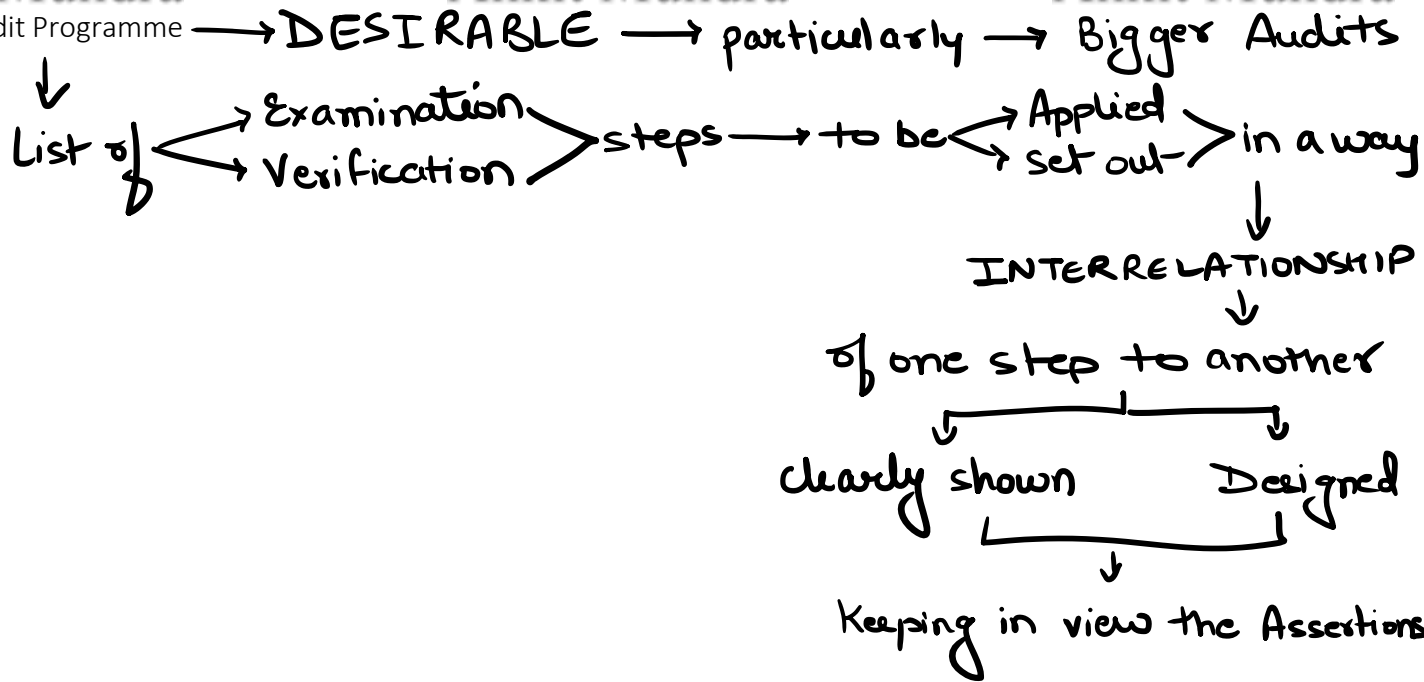 dit Programme → DESIRABLE → particularly → Bigger Audits
List of Examination Verification steps → to be Applied set out in a way
INTERRELATIONSHIP
of one step to another
clearly shown Designed
Keeping in view the Assertions